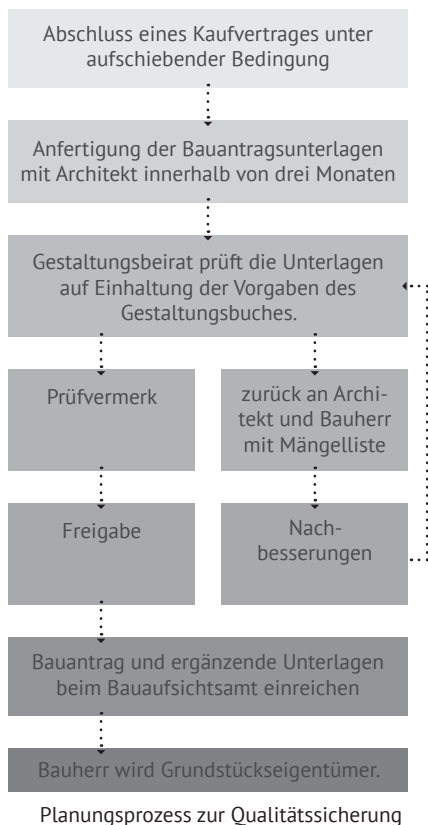 Abschluss eines Kaufvertrages unter
aufschiebender Bedingung
Anfertigung der Bauantragsunterlagen
mit Architekt innerhalb von drei Monaten
Gestaltungsbeirat prüft die Unterlagen
auf Einhaltung der Vorgaben des
Gestaltungsbuches.
Prüfvermerk
zurück an Archi-
tekt und Bauherr
mit Mängelliste
Freigabe
Nach-
besserungen
Bauantrag und ergänzende Unterlagen
beim Bauaufsichtsamt einreichen
Bauherr wird Grundstückseigentümer.
Planungsprozess zur Qualitätssicherung